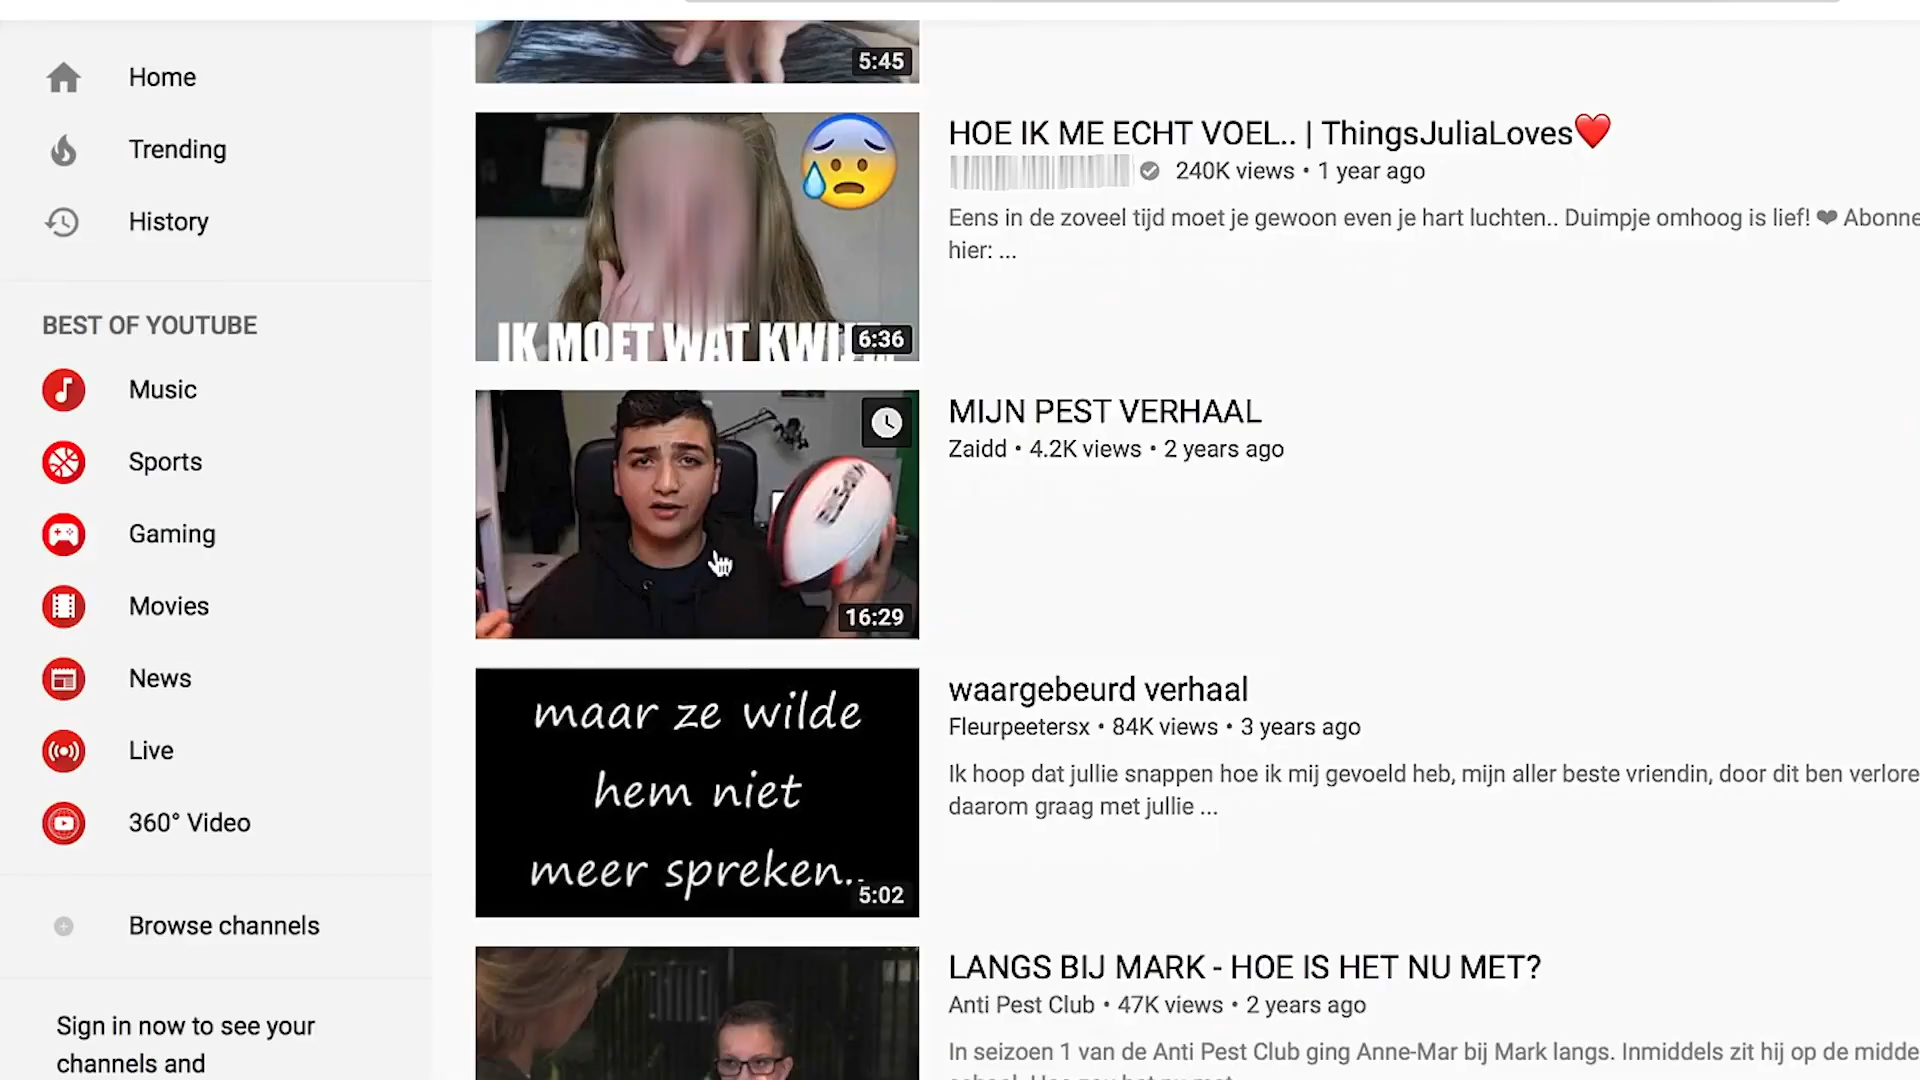 5:45
Home
Trending
History
BEST OF YOUTUBE
Music
Sports
Gaming
Movies
News
Live
360° Video
Browse channels
Sign in now to see your
channels and
HOE IK ME ECHT VOEL.. | ThingsJuliaLoves❤️
240K views • 1 year ago
Eens in de zoveel tijd moet je gewoon even je hart luchten.. Duimpje omhoog is lief! ❤ Abonne
hier: ...
IK MOET WAT
6:36
MIJN PEST VERHAAL
Zaidd • 4.2K views • 2 years ago
16:29
waargebeurd verhaal
Fleurpeetersx • 84K views • 3 years ago
Ik hoop dat jullie snappen hoe ik mij gevoeld heb, mijn aller beste vriendin, door dit ben verlore
daarom graag met jullie ...
maar ze wilde
hem niet
meer spreken..
5:02
LANGS BIJ MARK - HOE IS HET NU MET?
Anti Pest Club • 47K views • 2 years ago
In seizoen 1 van de Anti Pest Club ging Anne-Mar bij Mark langs. Inmiddels zit hij op de midde